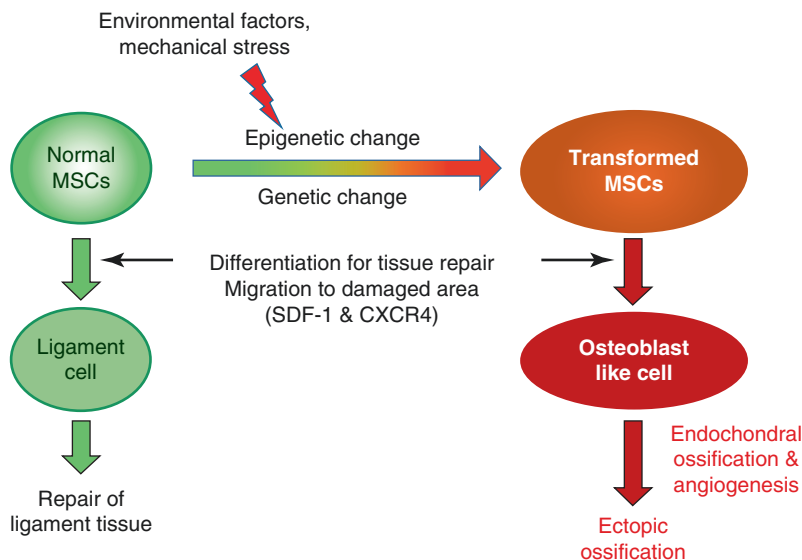 Environmental factors,
mechanical stress
Normal
MSCs
Epigenetic change
Genetic change
Transformed
MSCs
Differentiation for tissue repair
Migration to damaged area
(SDF-1 & CXCR4)
Ligament
cell
Osteoblast
like cell
Repair of
ligament tissue
Endochondral
ossification &
angiogenesis
Ectopic
ossification